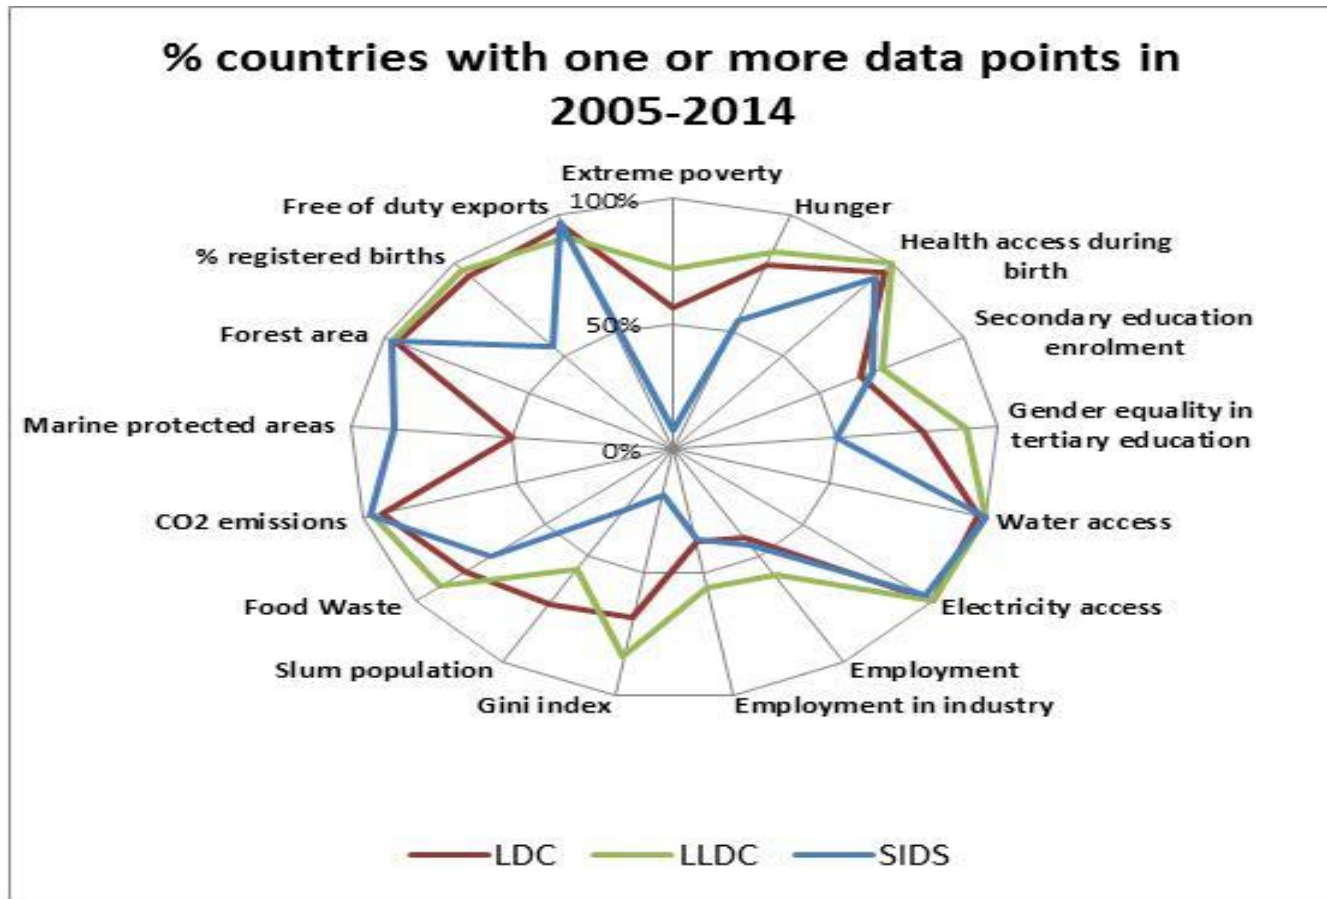 % countries with one or more data points in
2005-2014
Extreme poverty
100%
Hunger
Health access during
birth
Secondary education
enrolment
Gender equality in
tertiary education
Water access
Electricity access
Employment
Employment in industry
Gini index
Slum population
Food Waste
CO2 emissions
Marine protected areas
Forest area
% registered births
Free of duty exports
50%
0%
LDC
LLDC
SIDS